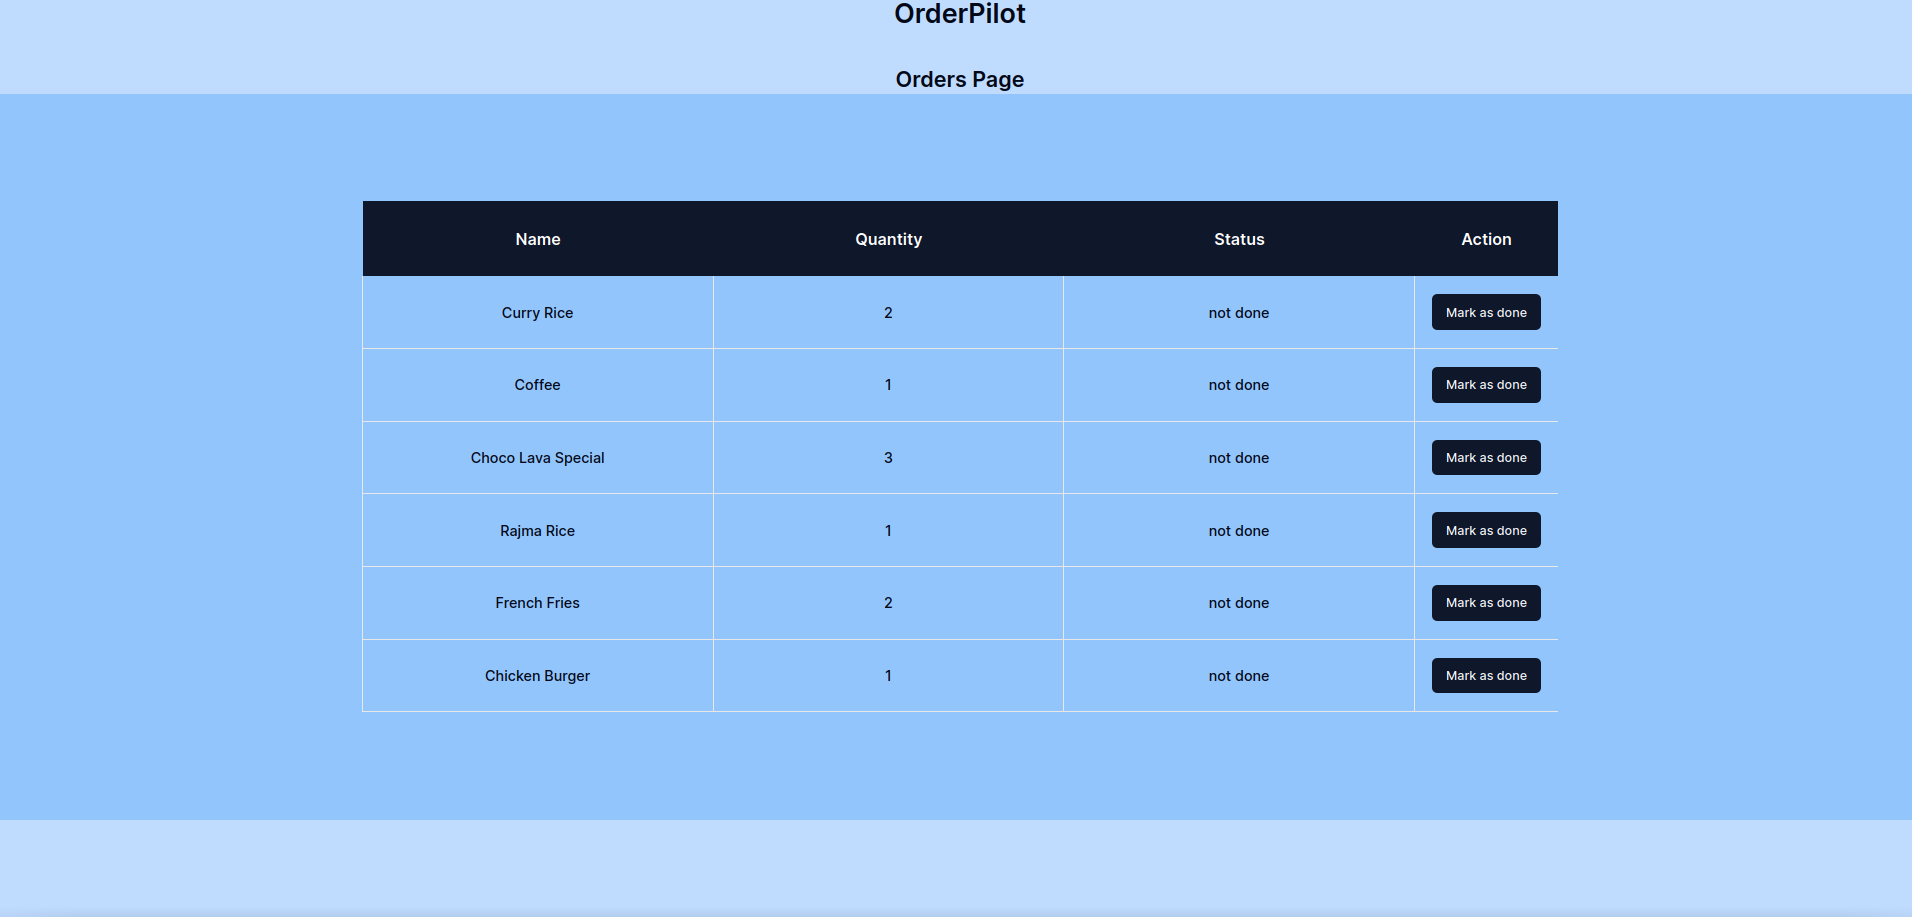 OrderPilot
Orders Page
Name Quantity Status Action
Curry Rice 2 not done Mark as done
Coffee 1 not done Mark as done
Choco Lava Special 3 not done Mark as done
Rajma Rice 1 not done Mark as done
French Fries 2 not done Mark as done
Chicken Burger 1 not done Mark as done